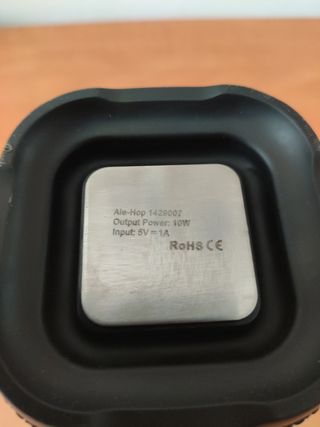 Ale-Hop 1429007
Output Power: 10W
Input: 5V = 1A
RoHS CE